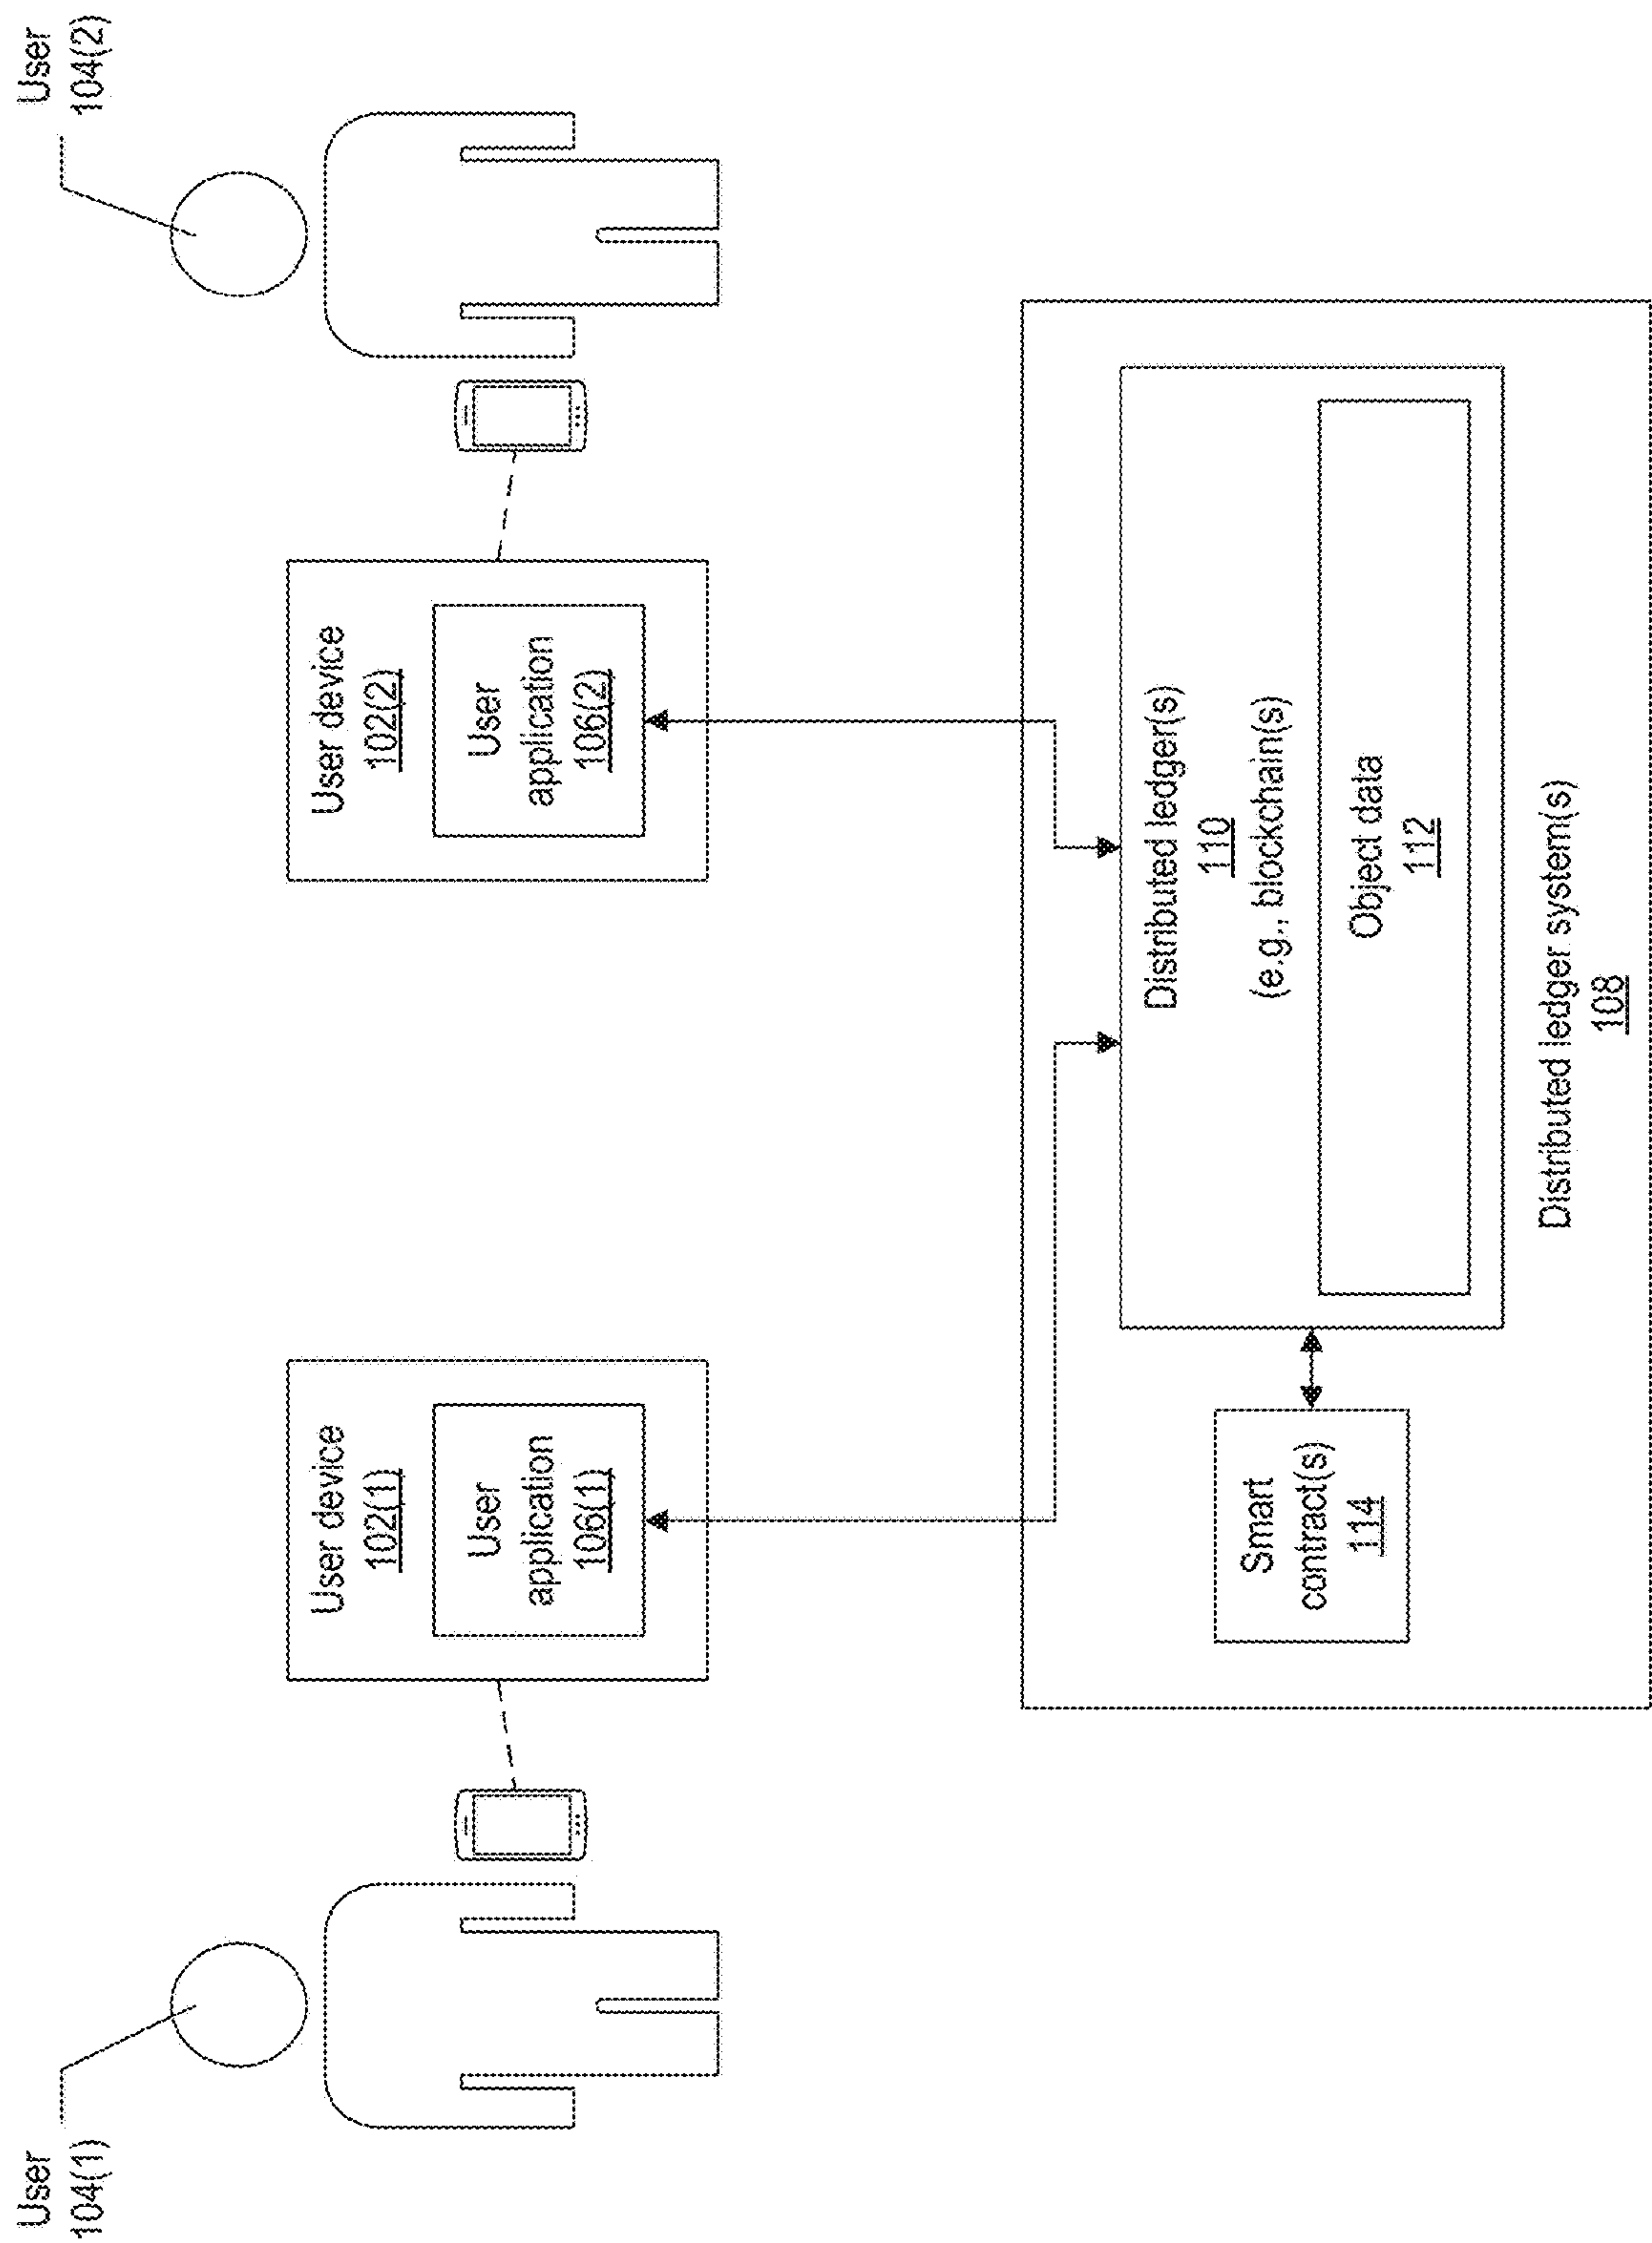 User
104(1)
User
104(2)
User device
102(1)
User
application
106(1)
User device
102(2)
User
application
106(2)
Distributed ledger(s)
110
(e.g., blockchain(s)
Smart
contract(s)
114
Object data
112
Distributed ledger system(s)
108